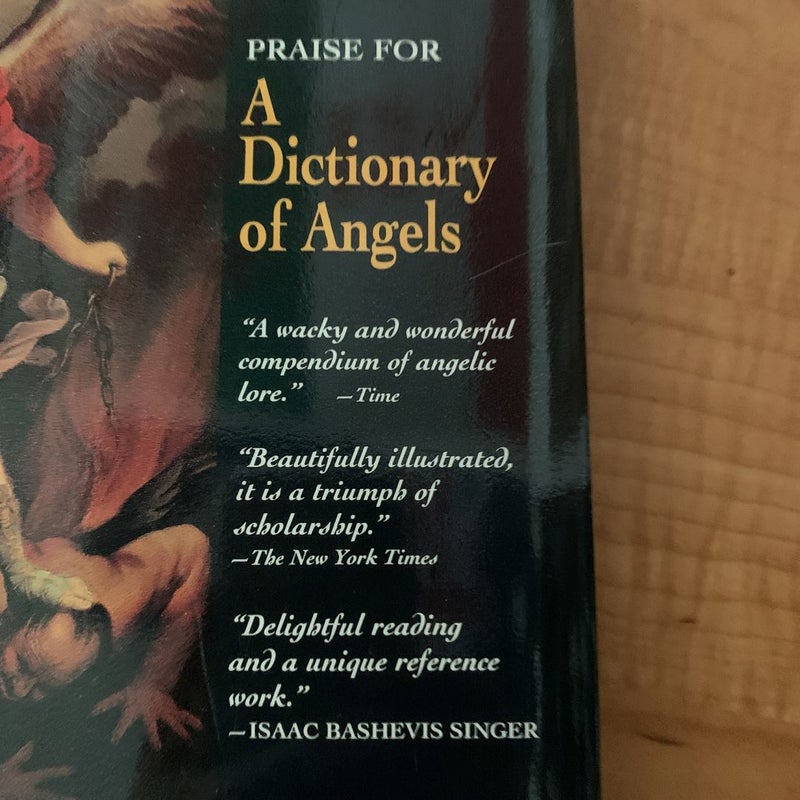 PRAISE FOR
A
Dictionary
of Angels
“A wacky and wonderful
compendium of angelic
lore.” —Time
“Beautifully illustrated,
it is a triumph of
scholarship.”
—The New York Times
“Delightful reading
and a unique reference
work.”
—ISAAC BASHEVIS SINGER